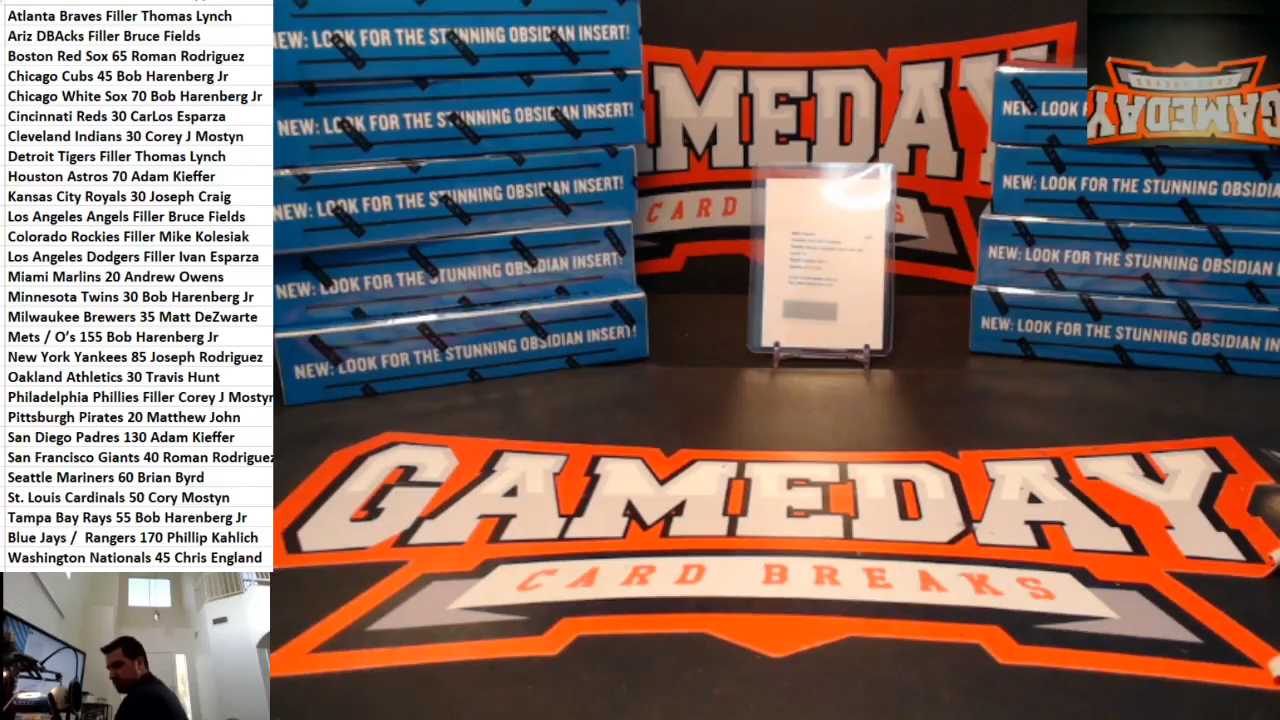 Atlanta Braves Filler Thomas Lynch
Ariz DBAcks Filler Bruce Fields
Boston Red Sox 65 Roman Rodriguez
Chicago Cubs 45 Bob Harenberg Jr
Chicago White Sox 70 Bob Harenberg Jr
Cincinnati Reds 30 CarLos Esparza
Cleveland Indians 30 Corey J Mostyn
Detroit Tigers Filler Thomas Lynch
Houston Astros 70 Adam Kieffer
Kansas City Royals 30 Joseph Craig
Los Angeles Angels Filler Bruce Fields
Colorado Rockies Filler Mike Kolesiak
Los Angeles Dodgers Filler Ivan Esparza
Miami Marlins 20 Andrew Owens
Minnesota Twins 30 Bob Harenberg Jr
Milwaukee Brewers 35 Matt DeZwarte
Mets / O's 155 Bob Harenberg Jr
New York Yankees 85 Joseph Rodriguez
Oakland Athletics 30 Travis Hunt
Philadelphia Phillies Filler Corey J Mostyn
Pittsburgh Pirates 20 Matthew John
San Diego Padres 130 Adam Kieffer
San Francisco Giants 40 Roman Rodriguez
Seattle Mariners 60 Brian Byrd
St. Louis Cardinals 50 Cory Mostyn
Tampa Bay Rays 55 Bob Harenberg Jr
Blue Jays /  Rangers 170 Phillip Kahlich
Washington Nationals 45 Chris England
NEW: LOOK FOR THE STUNNING OBSIDIAN INSERT!
NEW: LOOK FOR THE STUNNING OBSIDIAN INSERT!
NEW: LOOK FOR THE STUNNING OBSIDIAN INSERT!
NEW: LOOK FOR THE STUNNING OBSIDIAN INSERT!
NEW: LOOK FOR THE STUNNING OBSIDIAN INSERT!
MEDAY
CARD
NEW: LOOK
NEW: LOOK FOR THE STUNNING OBSIDIA
NEW: LOOK FOR THE STUNNING OBSIDIAN
NEW: LOOK FOR THE STUNNING OBSIDIAN
GAMEDAY
GAMEDAY
CARD BREAKS